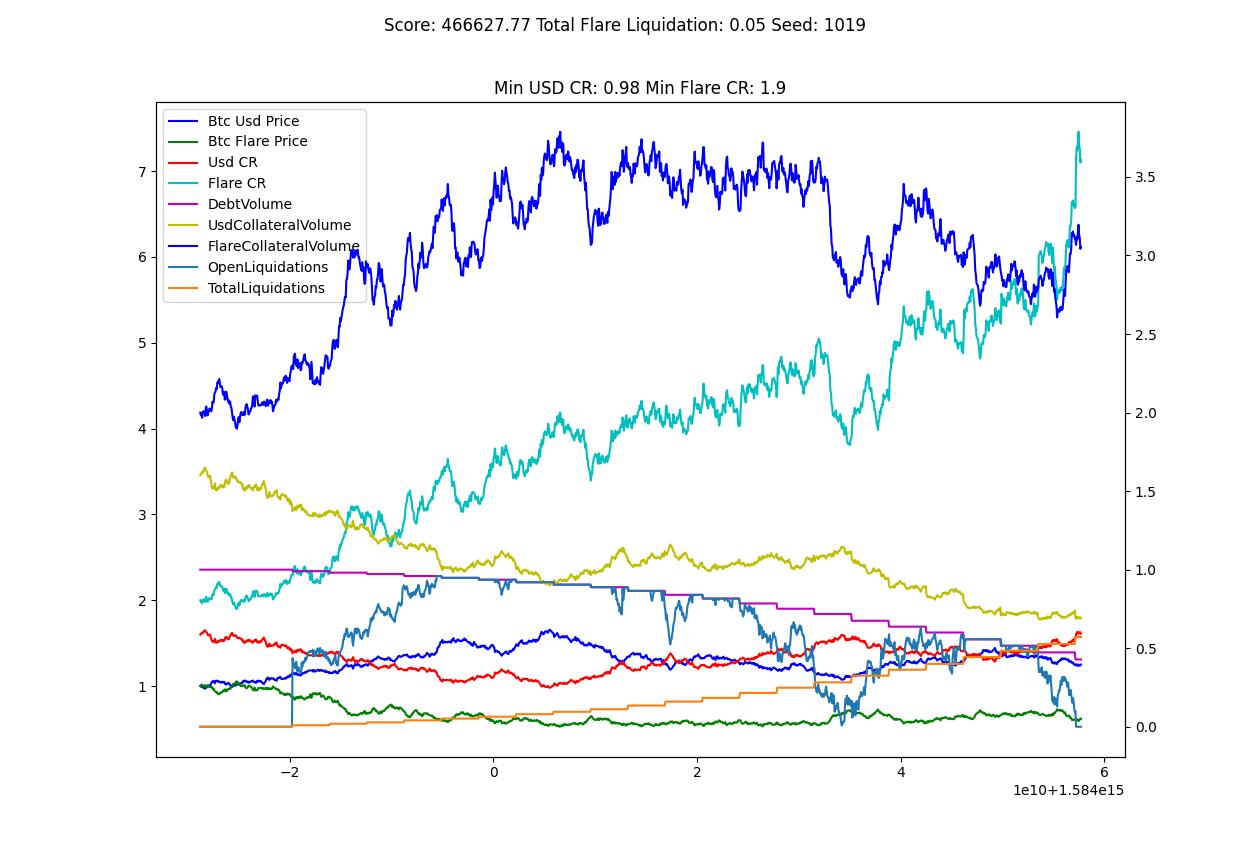 Score: 466627.77 Total Flare Liquidation: 0.05 Seed: 1019
Min USD CR: 0.98 Min Flare CR: 1.9
Btc Usd Price
Btc Flare Price
Usd CR
Flare CR
DebtVolume
UsdCollateralVolume
FlareCollateralVolume
OpenLiquidations
TotalLiquidations
7
6
5
4
3
2
1
3.5
3.0
2.5
2.0
1.5
1.0
0.5
0.0
−2 0 2 4 6
1e10+1.584e15